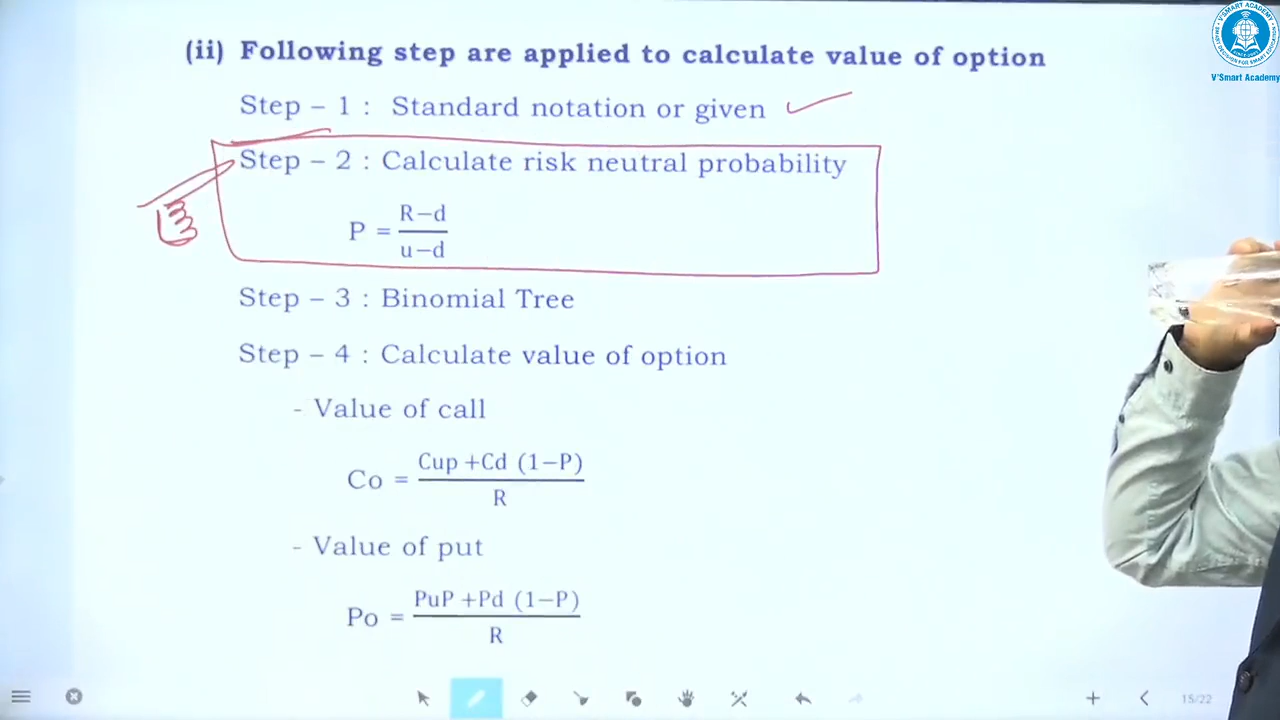 V'SMART ACADEMY
V'Smart Academy
(ii) Following step are applied to calculate value of option
Step – 1 : Standard notation or given
Step – 2 : Calculate risk neutral probability
P = R–d
u–d
Step – 3 : Binomial Tree
Step – 4 : Calculate value of option
- Value of call
Co = Cup +Cd (1–P)
R
- Value of put
Po = PuP +Pd (1–P)
R
15/22